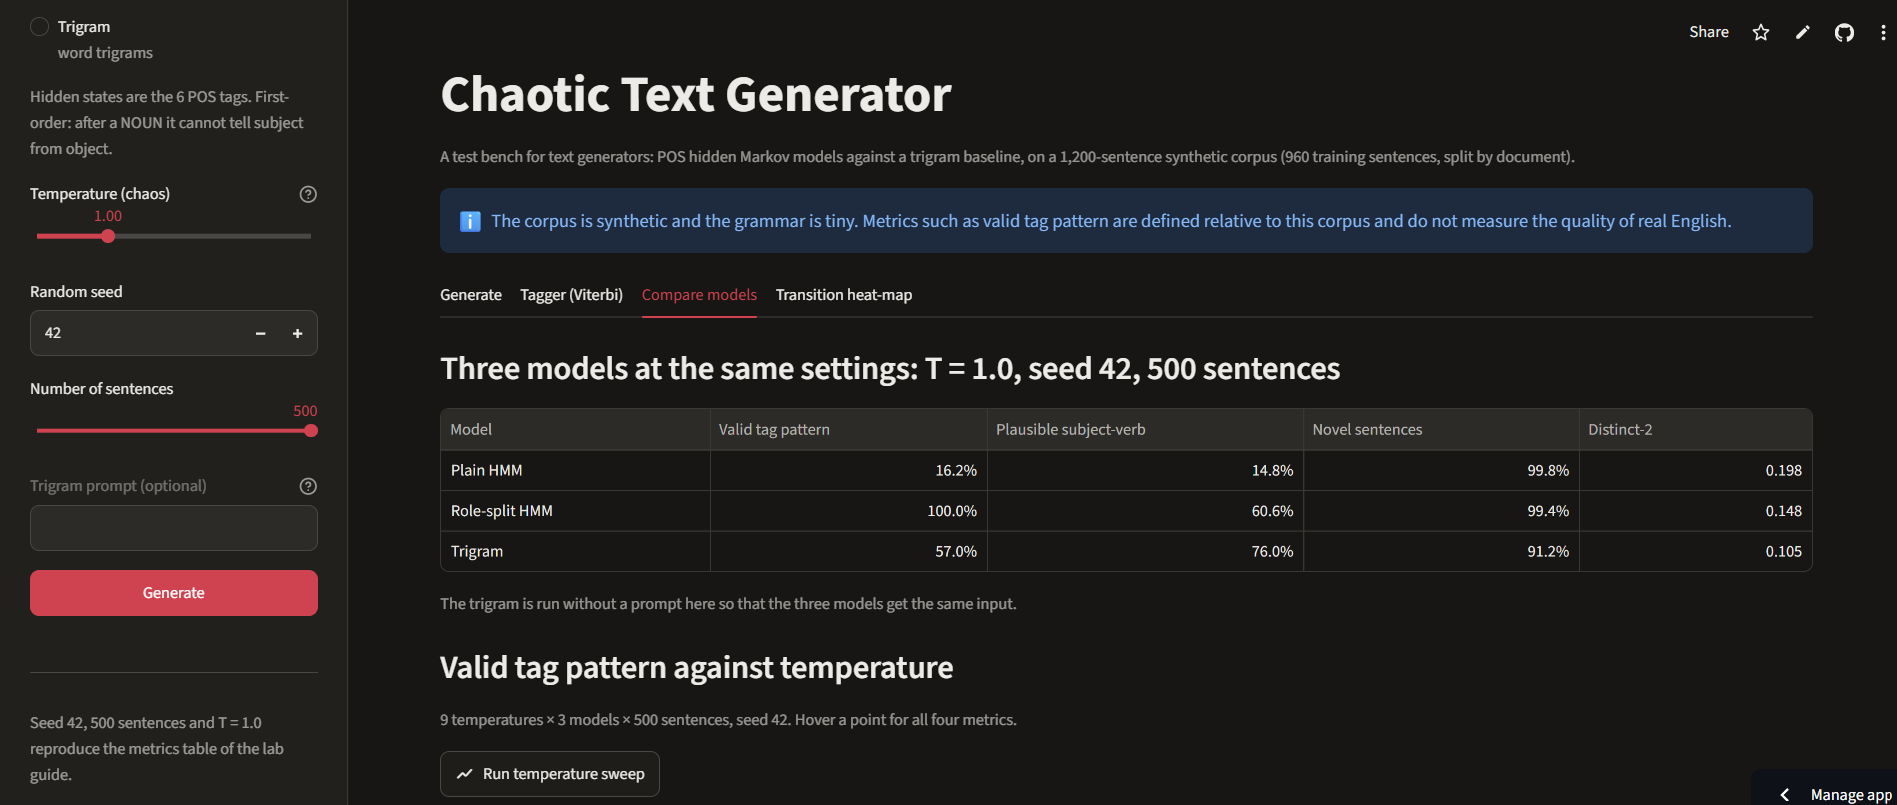 Trigram
word trigrams
Hidden states are the 6 POS tags. First-
order: after a NOUN it cannot tell subject
from object.
Temperature (chaos)
1.00
Random seed
42
Number of sentences
500
Trigram prompt (optional)
Generate
Seed 42, 500 sentences and T = 1.0
reproduce the metrics table of the lab
guide.
Share
Chaotic Text Generator
A test bench for text generators: POS hidden Markov models against a trigram baseline, on a 1,200-sentence synthetic corpus (960 training sentences, split by document).
The corpus is synthetic and the grammar is tiny. Metrics such as valid tag pattern are defined relative to this corpus and do not measure the quality of real English.
Generate Tagger (Viterbi) Compare models Transition heat-map
Three models at the same settings: T = 1.0, seed 42, 500 sentences
Model Valid tag pattern Plausible subject-verb Novel sentences Distinct-2
Plain HMM 16.2% 14.8% 99.8% 0.198
Role-split HMM 100.0% 60.6% 99.4% 0.148
Trigram 57.0% 76.0% 91.2% 0.105
The trigram is run without a prompt here so that the three models get the same input.
Valid tag pattern against temperature
9 temperatures × 3 models × 500 sentences, seed 42. Hover a point for all four metrics.
Run temperature sweep
Manage app